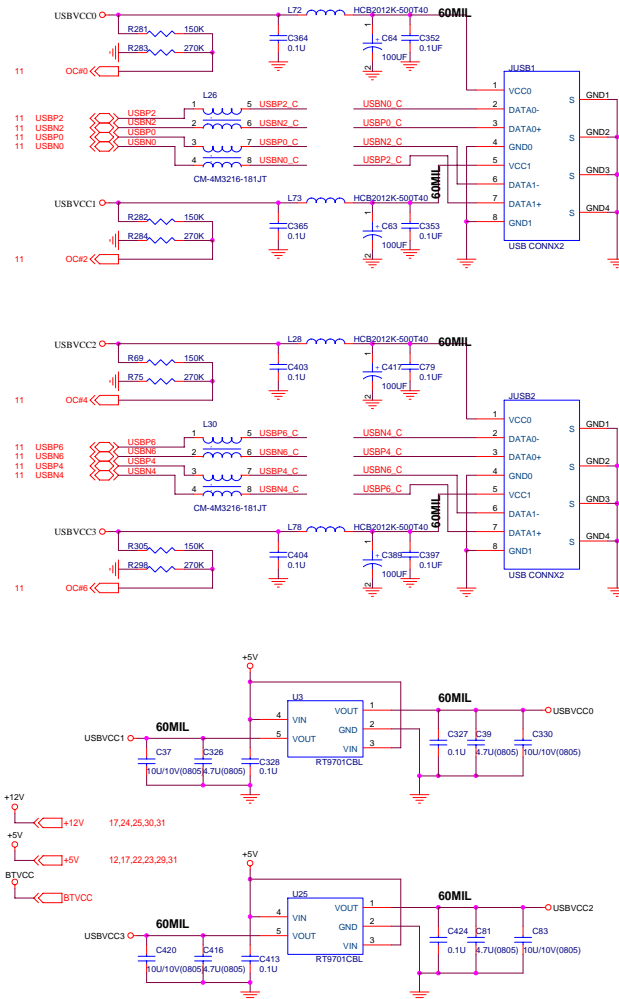 USBVCC0 L72 HCB2012K-500T40 60MIL
R281 150K
C364 0.1U
1 2 + C64 100UF
C352 0.1UF
R283 270K
11 OC#0
JUSB1
1 VCC0
2 DATA0-
3 DATA0+
4 GND0
5 VCC1
6 DATA1-
7 DATA1+
8 GND1
S GND1
S GND2
S GND3
S GND4
USB CONNX2
L26
11 USBP2 USBP2 1 5 USBP2_C USBN0_C
11 USBN2 USBN2 2 6 USBN2_C USBP0_C
11 USBP0 USBP0 3 7 USBP0_C USBN2_C
11 USBN0 USBN0 4 8 USBN0_C USBP2_C
CM-4M3216-181JT
60MIL
USBVCC1 L73 HCB2012K-500T40
R282 150K
C365 0.1U
1 2 + C63 100UF
C353 0.1UF
R284 270K
11 OC#2
USBVCC2 L28 HCB2012K-500T40 60MIL
R69 150K
C403 0.1U
1 2 + C417 100UF
C79 0.1UF
R75 270K
11 OC#4
JUSB2
1 VCC0
2 DATA0-
3 DATA0+
4 GND0
5 VCC1
6 DATA1-
7 DATA1+
8 GND1
S GND1
S GND2
S GND3
S GND4
USB CONNX2
L30
11 USBP6 USBP6 1 5 USBP6_C USBN4_C
11 USBN6 USBN6 2 6 USBN6_C USBP4_C
11 USBP4 USBP4 3 7 USBP4_C USBN6_C
11 USBN4 USBN4 4 8 USBN4_C USBP6_C
CM-4M3216-181JT
60MIL
USBVCC3 L78 HCB2012K-500T40
R305 150K
C404 0.1U
1 2 + C389 100UF
C397 0.1UF
R298 270K
11 OC#6
+5V
U3
4 VIN
5 VOUT
VOUT 1
GND 2
VIN 3
RT9701CBL
60MIL
USBVCC1
C37 10U/10V(0805)
C326 4.7U(0805)
C328 0.1U
60MIL
USBVCC0
C327 0.1U
C39 4.7U(0805)
C330 10U/10V(0805)
+12V
+12V 17,24,25,30,31
+5V
+5V 12,17,22,23,29,31
BTVCC
BTVCC
+5V
U25
4 VIN
5 VOUT
VOUT 1
GND 2
VIN 3
RT9701CBL
60MIL
USBVCC3
C420 10U/10V(0805)
C416 4.7U(0805)
C413 0.1U
60MIL
USBVCC2
C424 0.1U
C81 4.7U(0805)
C83 10U/10V(0805)